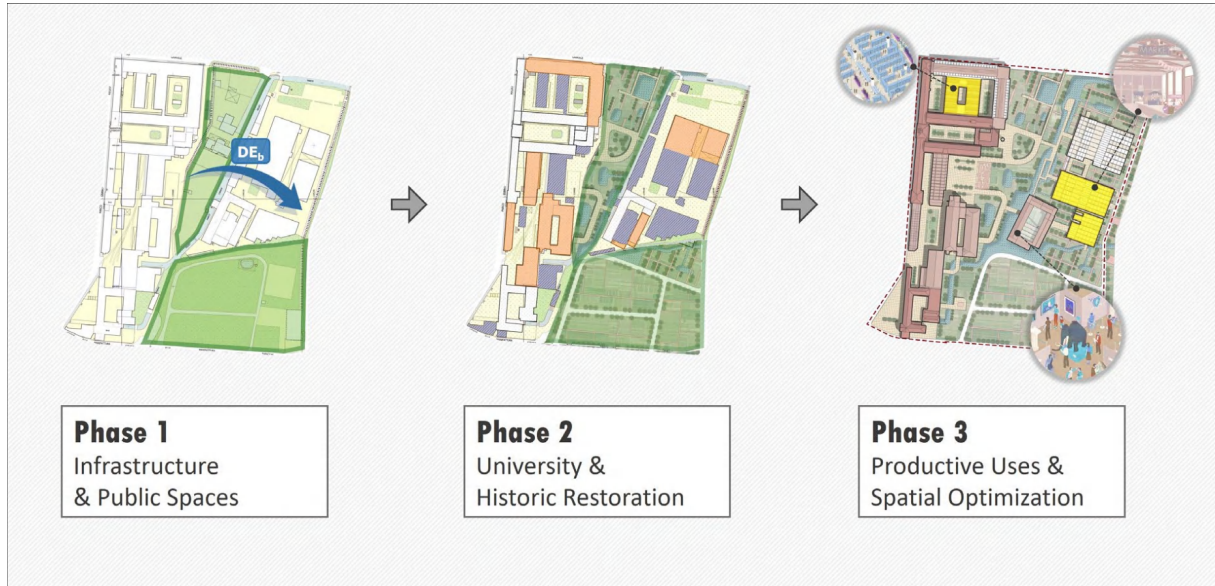 DEb
Phase 1
Infrastructure
& Public Spaces
Phase 2
University &
Historic Restoration
Phase 3
Productive Uses &
Spatial Optimization